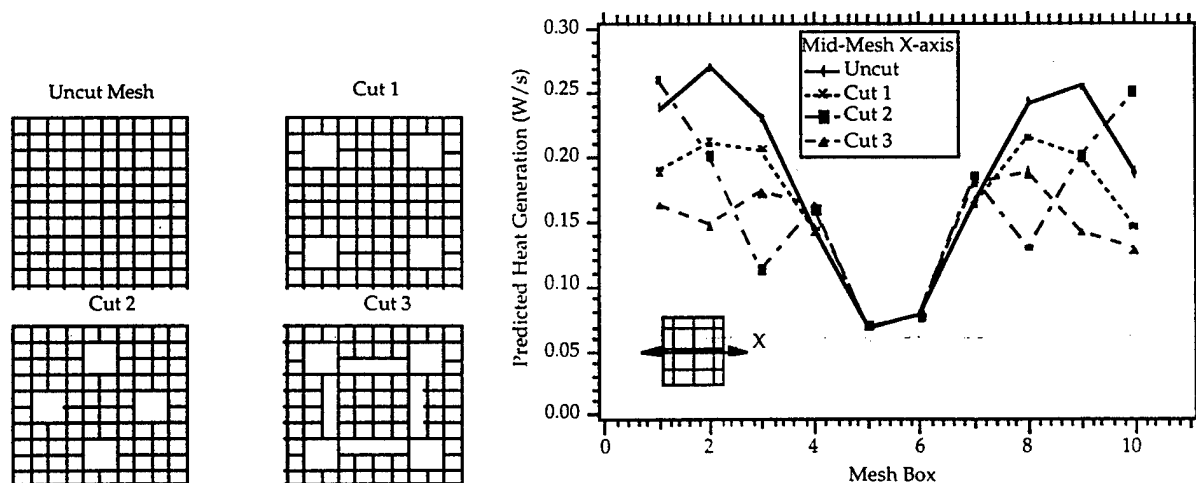 Uncut Mesh
Cut 1
Cut 2
Cut 3
Predicted Heat Generation (W/s)
0.30
0.25
0.20
0.15
0.10
0.05
0.00
Mid-Mesh X-axis
Uncut
Cut 1
Cut 2
Cut 3
X
0
2
4
6
8
10
Mesh Box